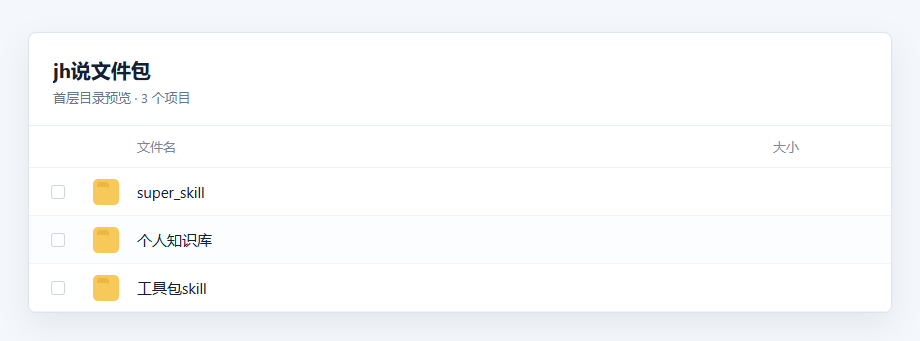 jh说文件包
首层目录预览 · 3 个项目
文件名 大小
super_skill
个人知识库
工具包skill